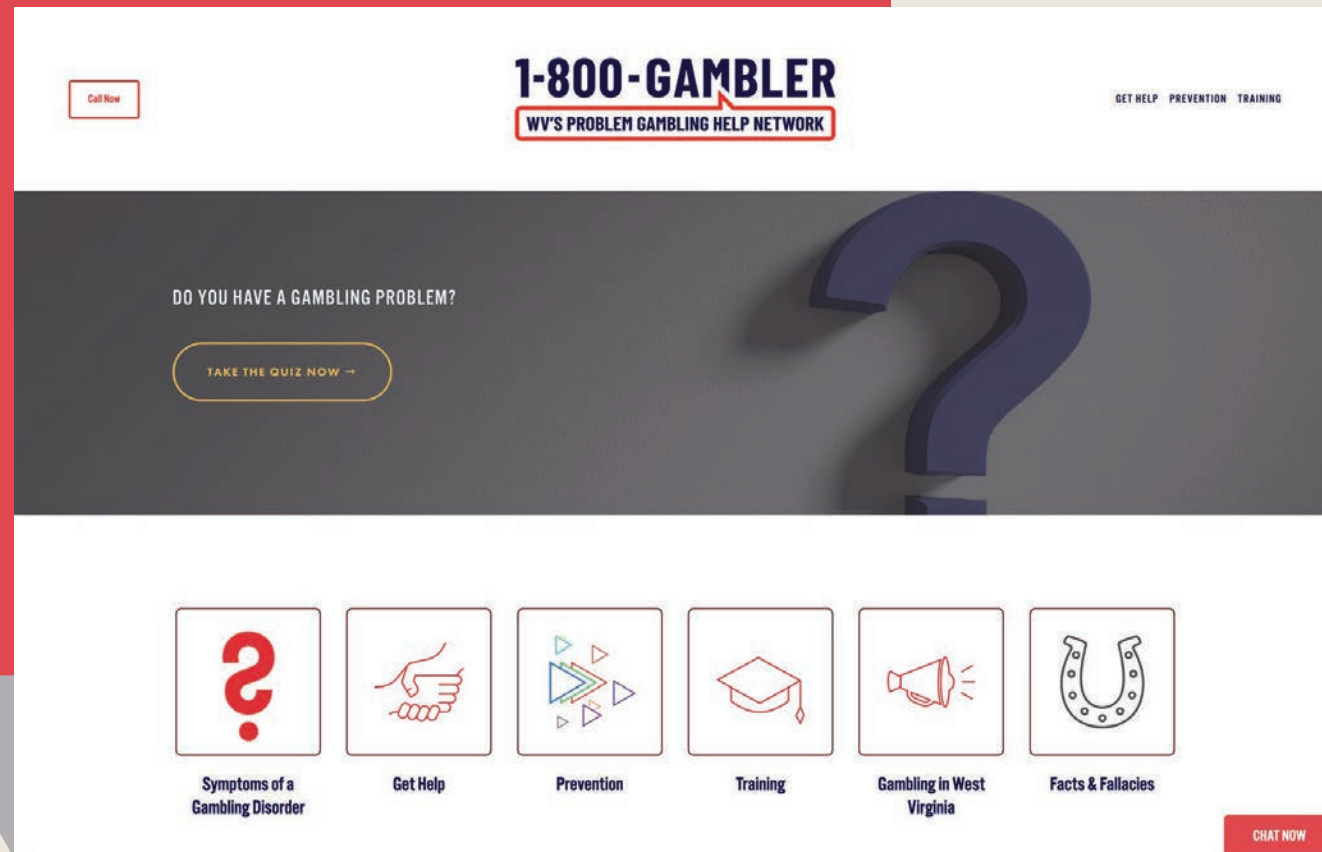 Call Now
1-800-GAMBLER
WV'S PROBLEM GAMBLING HELP NETWORK
GET HELP PREVENTION TRAINING
DO YOU HAVE A GAMBLING PROBLEM?
TAKE THE QUIZ NOW →
Symptoms of a
Gambling Disorder
Get Help
Prevention
Training
Gambling in West
Virginia
Facts & Fallacies
CHAT NOW